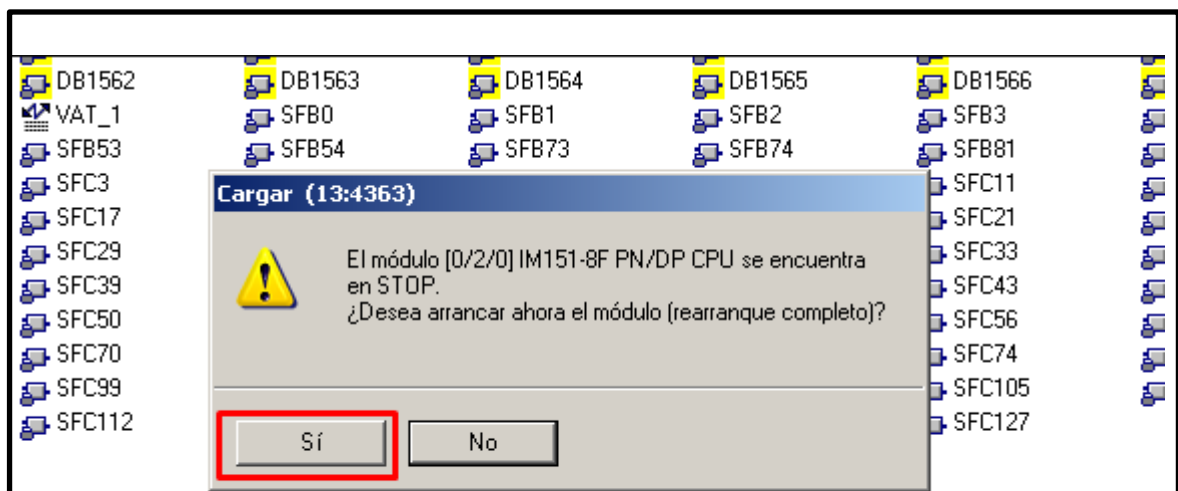 DB1562 DB1563 DB1564 DB1565 DB1566
VAT_1 SFB0 SFB1 SFB2 SFB3
SFB53 SFB54 SFB73 SFB74 SFB81
SFC3 SFC11
SFC17 SFC21
SFC29 SFC33
SFC39 SFC43
SFC50 SFC56
SFC70 SFC74
SFC99 SFC105
SFC112 SFC127
Cargar (13:4363)
El módulo [0/2/0] IM151-8F PN/DP CPU se encuentra
en STOP.
¿Desea arrancar ahora el módulo (rearranque completo)?
Sí No